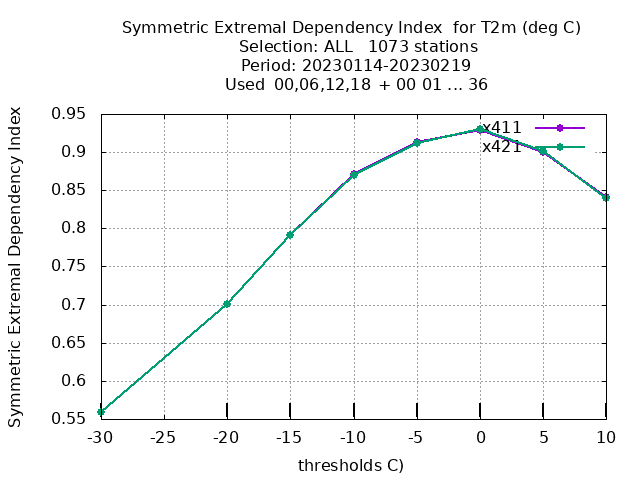 Symmetric Extremal Dependency Index  for T2m (deg C)
Selection: ALL   1073 stations
Period: 20230114-20230219
Used  00,06,12,18  + 00 01 ... 36
Symmetric Extremal Dependency Index
0.95
0.9
0.85
0.8
0.75
0.7
0.65
0.6
0.55
x411
x421
-30 -25 -20 -15 -10 -5 0 5 10
thresholds C)